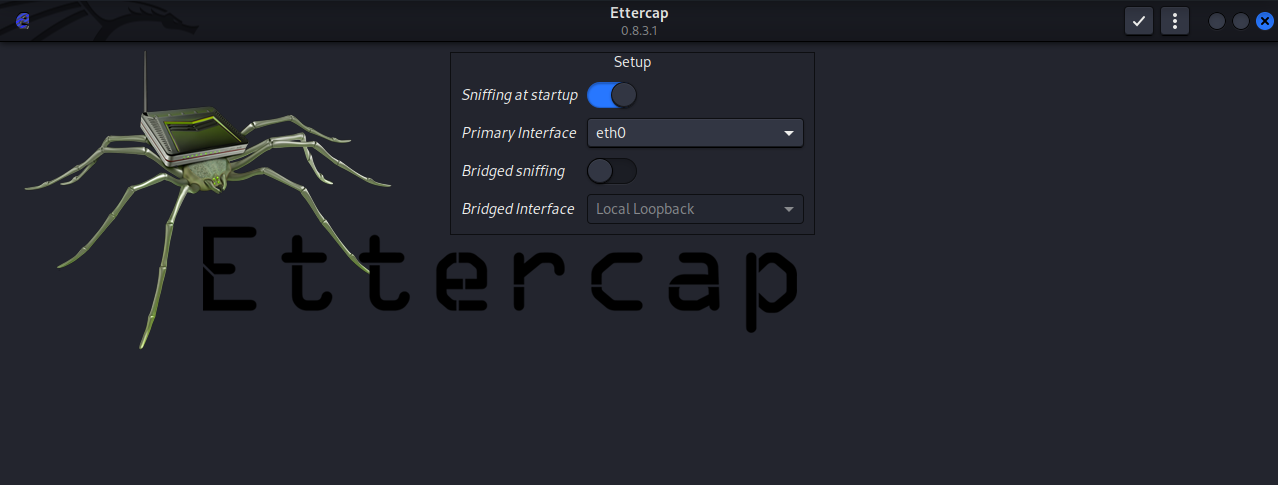 Ettercap
0.8.3.1
Setup
Sniffing at startup
Primary Interface eth0
Bridged sniffing
Bridged Interface Local Loopback
Ettercap